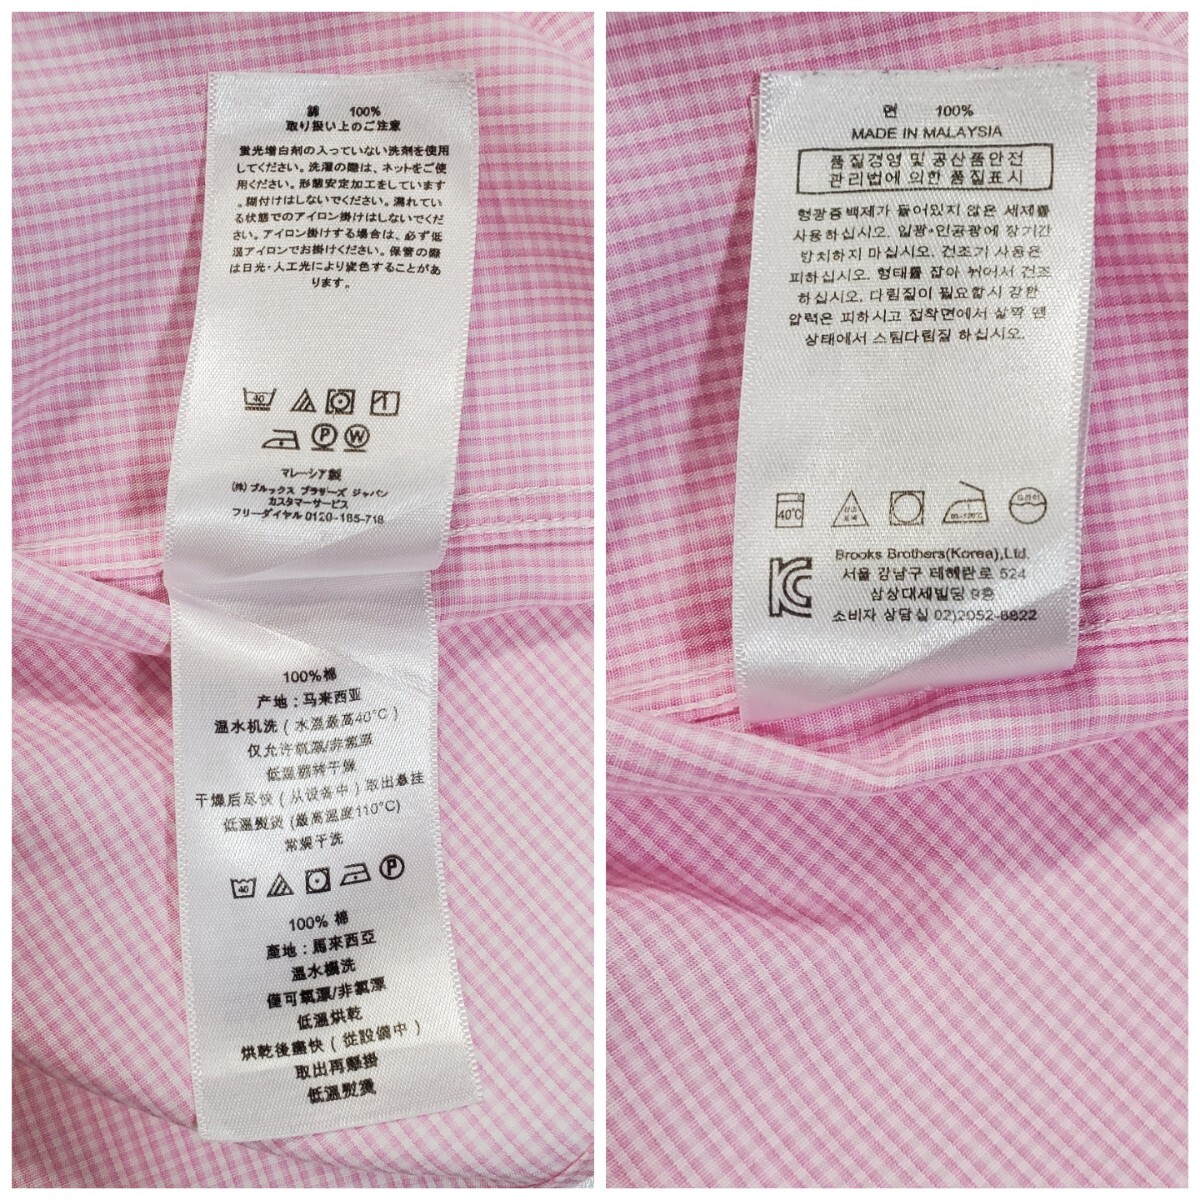 綿 100%
取り扱い上のご注意
蛍光増白剤の入っていない洗剤を使用
してください。洗濯の際は、ネットをご使
用ください。形態安定加工をしています
。糊付けはしないでください。濡れてい
る状態でのアイロン掛けはしないでくだ
さい。アイロン掛けする場合は、必ず低
温アイロンでお掛けください。保管の際
は日光・人工光により変色することがあ
ります。
40
P W
マレーシア製
(株)ブルックス ブラザーズ ジャパン
カスタマーサービス
フリーダイヤル 0120-185-718
100%棉
产地：马来西亚
温水机洗（水温最高40°C）
仅允许氧漂/非氯漂
低温翻转干燥
干燥后尽快（从设备中）取出悬挂
低温熨烫 (最高温度110°C)
常规干洗
40 P
100% 棉
產地：馬來西亞
溫水機洗
僅可氧漂/非氯漂
低溫烘乾
烘乾後盡快（從設備中）
取出再懸掛
低溫熨燙
면 100%
MADE IN MALAYSIA
품질경영 및 공산품안전
관리법에 의한 품질표시
형광증백제가 들어있지 않은 세제를
사용하십시오. 일광·인공광에 장기간
방치하지 마십시오. 건조기 사용은
피하십시오. 형태를 잡아 뉘어서 건조
하십시오. 다림질이 필요할시 강한
압력은 피하시고 접착면에서 살짝 뗀
상태에서 스팀다림질 하십시오.
40℃
드라이
KC
Brooks Brothers(Korea),Ltd.
서울 강남구 테헤란로 524
삼상대세빌딩 9층
소비자 상담실 02)2052-8822